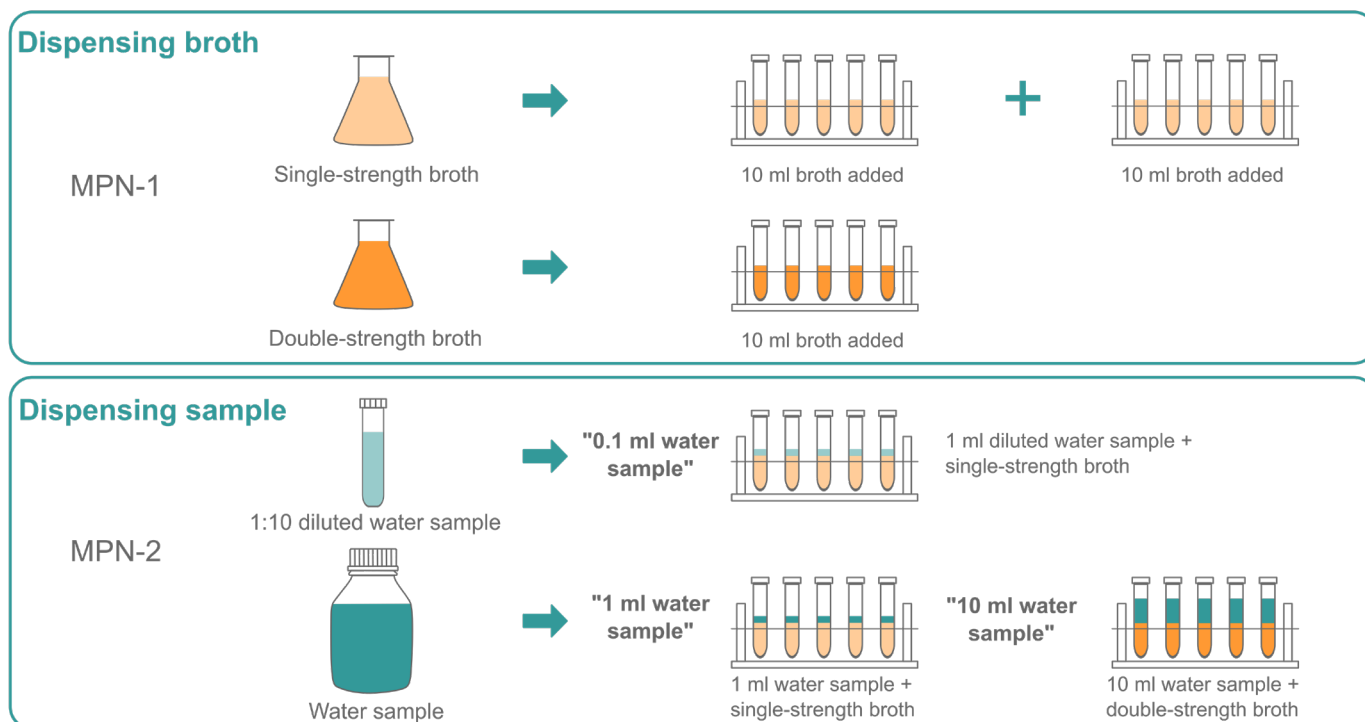 Dispensing broth
MPN-1
Single-strength broth
10 ml broth added
10 ml broth added
Double-strength broth
10 ml broth added
Dispensing sample
MPN-2
1:10 diluted water sample
"0.1 ml water
sample"
1 ml diluted water sample +
single-strength broth
Water sample
"1 ml water
sample"
1 ml water sample +
single-strength broth
"10 ml water
sample"
10 ml water sample +
double-strength broth